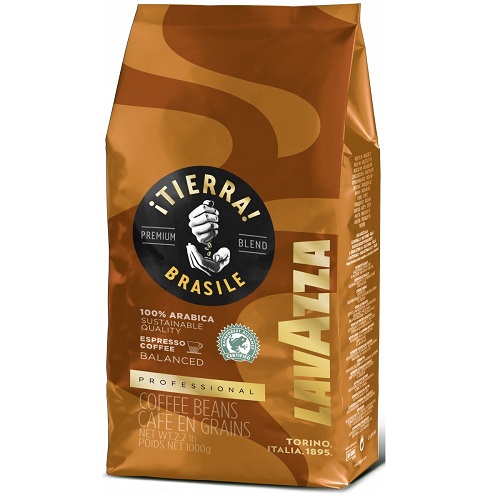 ¡TIERRA!
PREMIUM BLEND
BRASILE
100% ARABICA
SUSTAINABLE
QUALITY
ESPRESSO
COFFEE
BALANCED
CERTIFIED
PROFESSIONAL
COFFEE BEANS
CAFÉ EN GRAINS
NET WT. 2.2 lb
POIDS NET 1000g
LAVAZZA
TORINO.
ITALIA.1895.